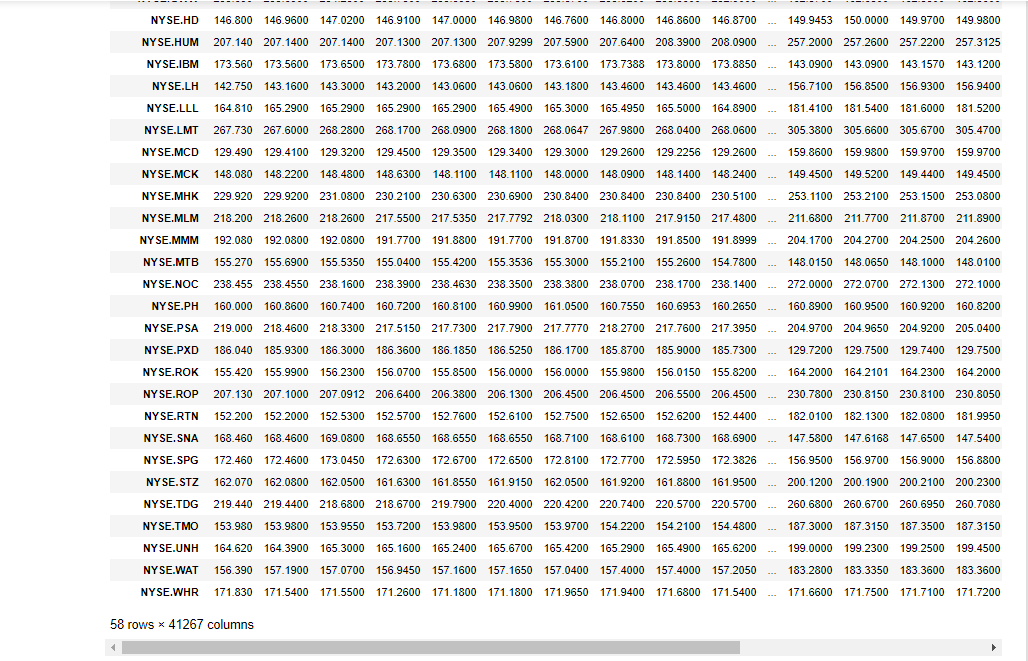 NYSE.HD 146.800 146.9600 147.0200 146.9100 147.0000 146.9800 146.7600 146.8000 146.8600 146.8700 ... 149.9453 150.0000 149.9700 149.9800
NYSE.HUM 207.140 207.1400 207.1400 207.1300 207.1300 207.9299 207.5900 207.6400 208.3900 208.0900 ... 257.2000 257.2600 257.2200 257.3125
NYSE.IBM 173.560 173.5600 173.6500 173.7800 173.6800 173.5800 173.6100 173.7388 173.8000 173.8850 ... 143.0900 143.0900 143.1570 143.1200
NYSE.LH 142.750 143.1600 143.3000 143.2000 143.0600 143.0600 143.1800 143.4600 143.4600 143.4600 ... 156.7100 156.8500 156.9300 156.9400
NYSE.LLL 164.810 165.2900 165.2900 165.2900 165.2900 165.4900 165.3000 165.4950 165.5000 164.8900 ... 181.4100 181.5400 181.6000 181.5200
NYSE.LMT 267.730 267.6000 268.2800 268.1700 268.0900 268.1800 268.0647 267.9800 268.0400 268.0600 ... 305.3800 305.6600 305.6700 305.4700
NYSE.MCD 129.490 129.4100 129.3200 129.4500 129.3500 129.3400 129.3000 129.2600 129.2256 129.2600 ... 159.8600 159.9800 159.9700 159.9700
NYSE.MCK 148.080 148.2200 148.4800 148.6300 148.1100 148.1100 148.0000 148.0900 148.1400 148.2400 ... 149.4500 149.5200 149.4400 149.4500
NYSE.MHK 229.920 229.9200 231.0800 230.2100 230.6300 230.6900 230.8400 230.8400 230.8400 230.5100 ... 253.1100 253.2100 253.1500 253.0800
NYSE.MLM 218.200 218.2600 218.2600 217.5500 217.5350 217.7792 218.0300 218.1100 217.9150 217.4800 ... 211.6800 211.7700 211.8700 211.8900
NYSE.MMM 192.080 192.0800 192.0800 191.7700 191.8800 191.7700 191.8700 191.8330 191.8500 191.8999 ... 204.1700 204.2700 204.2500 204.2600
NYSE.MTB 155.270 155.6900 155.5350 155.0400 155.4200 155.3536 155.3000 155.2100 155.2600 154.7800 ... 148.0150 148.0650 148.1000 148.0100
NYSE.NOC 238.455 238.4550 238.1600 238.3900 238.4630 238.3500 238.3800 238.0700 238.1700 238.1400 ... 272.0000 272.0700 272.1300 272.1000
NYSE.PH 160.000 160.8600 160.7400 160.7200 160.8100 160.9900 161.0500 160.7550 160.6953 160.2650 ... 160.8900 160.9500 160.9200 160.8200
NYSE.PSA 219.000 218.4600 218.3300 217.5150 217.7300 217.7900 217.7770 218.2700 217.7600 217.3950 ... 204.9700 204.9650 204.9200 205.0400
NYSE.PXD 186.040 185.9300 186.3000 186.3600 186.1850 186.5250 186.1700 185.8700 185.9000 185.7300 ... 129.7200 129.7500 129.7400 129.7500
NYSE.ROK 155.420 155.9900 156.2300 156.0700 155.8500 156.0000 156.0000 155.9800 156.0150 155.8200 ... 164.2000 164.2101 164.2300 164.2000
NYSE.ROP 207.130 207.1000 207.0912 206.6400 206.3800 206.1300 206.4500 206.4500 206.5500 206.4500 ... 230.7800 230.8150 230.8100 230.8050
NYSE.RTN 152.200 152.2000 152.5300 152.5700 152.7600 152.6100 152.7500 152.6500 152.6200 152.4400 ... 182.0100 182.1300 182.0800 181.9950
NYSE.SNA 168.460 168.4600 169.0800 168.6550 168.6550 168.6550 168.7100 168.6100 168.7300 168.6900 ... 147.5800 147.6168 147.6500 147.5400
NYSE.SPG 172.460 172.4600 173.0450 172.6300 172.6700 172.6500 172.8100 172.7700 172.5950 172.3826 ... 156.9500 156.9700 156.9000 156.8800
NYSE.STZ 162.070 162.0800 162.0500 161.6300 161.8550 161.9150 162.0500 161.9200 161.8800 161.9500 ... 200.1200 200.1900 200.2100 200.2300
NYSE.TDG 219.440 219.4400 218.6800 218.6700 219.7900 220.4000 220.4200 220.7400 220.5700 220.5700 ... 260.6800 260.6700 260.6950 260.7080
NYSE.TMO 153.980 153.9800 153.9550 153.7200 153.9800 153.9500 153.9700 154.2200 154.2100 154.4800 ... 187.3000 187.3150 187.3500 187.3150
NYSE.UNH 164.620 164.3900 165.3000 165.1600 165.2400 165.6700 165.4200 165.2900 165.4900 165.6200 ... 199.0000 199.2300 199.2500 199.4500
NYSE.WAT 156.390 157.1900 157.0700 156.9450 157.1600 157.1650 157.0400 157.4000 157.4000 157.2050 ... 183.2800 183.3350 183.3600 183.3600
NYSE.WHR 171.830 171.5400 171.5500 171.2600 171.1800 171.1800 171.9650 171.9400 171.6800 171.5400 ... 171.6600 171.7500 171.7100 171.7200
58 rows × 41267 columns